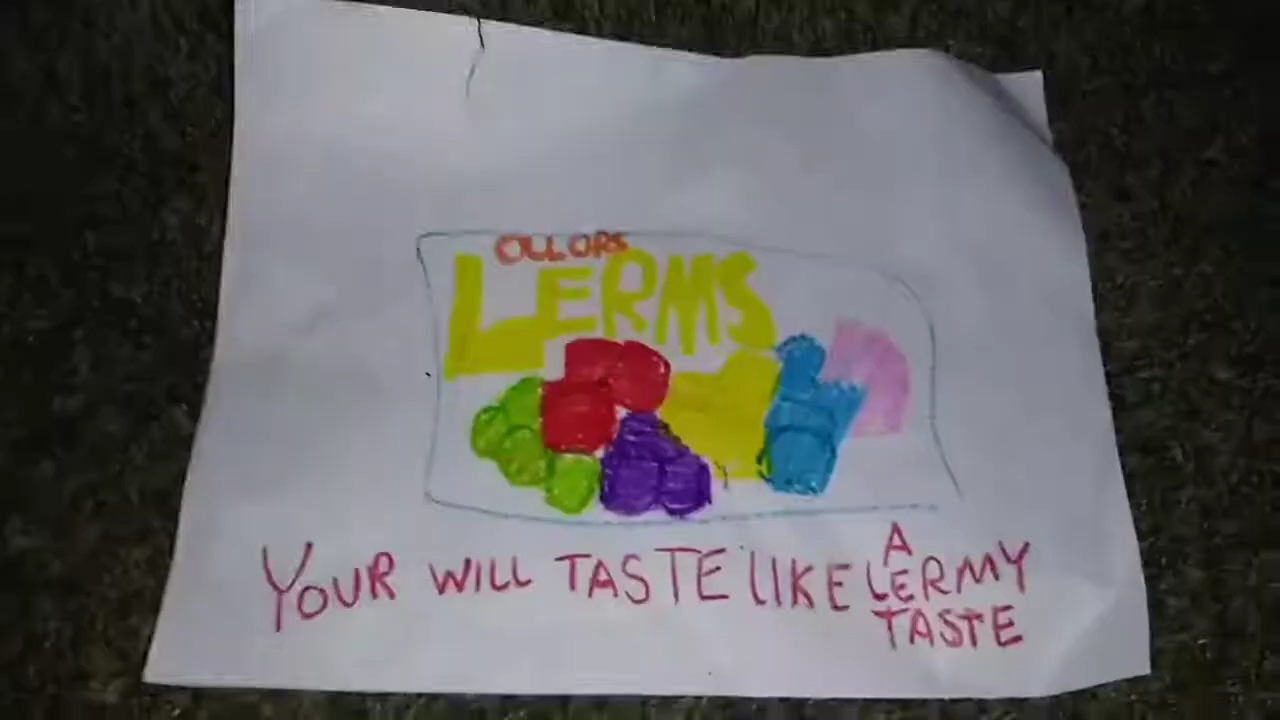 OLLORS
LERMS
YOUR WILL TASTE LIKE A
LERMY
TASTE